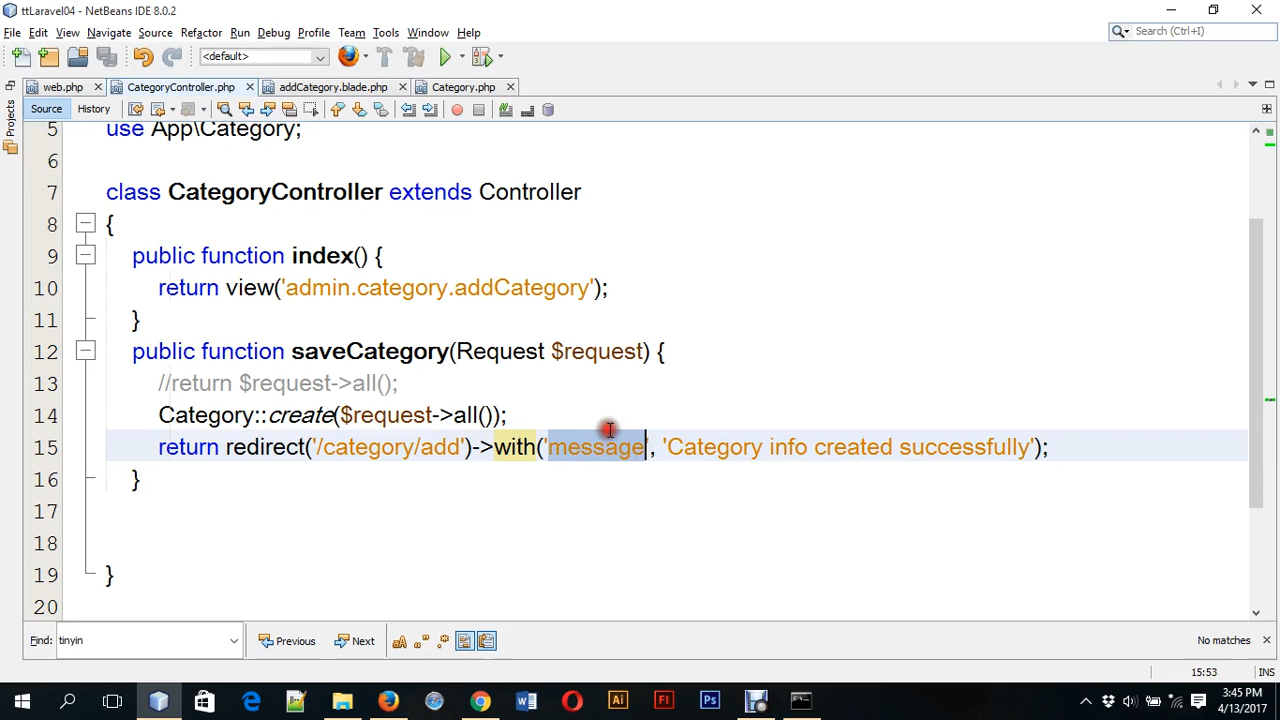 ttLaravel04 - NetBeans IDE 8.0.2
File Edit View Navigate Source Refactor Run Debug Profile Team Tools Window Help
Search (Ctrl+I)
<default>
web.php CategoryController.php addCategory.blade.php Category.php
Source History
Projects
5 use App\Category;
6
7 class CategoryController extends Controller
8 {
9 public function index() {
10 return view('admin.category.addCategory');
11 }
12 public function saveCategory(Request $request) {
13 //return $request->all();
14 Category::create($request->all());
15 return redirect('/category/add')->with('message', 'Category info created successfully');
16 }
17
18
19 }
20
Find: tinyin Previous Next No matches
15:53 INS
3:45 PM
4/13/2017